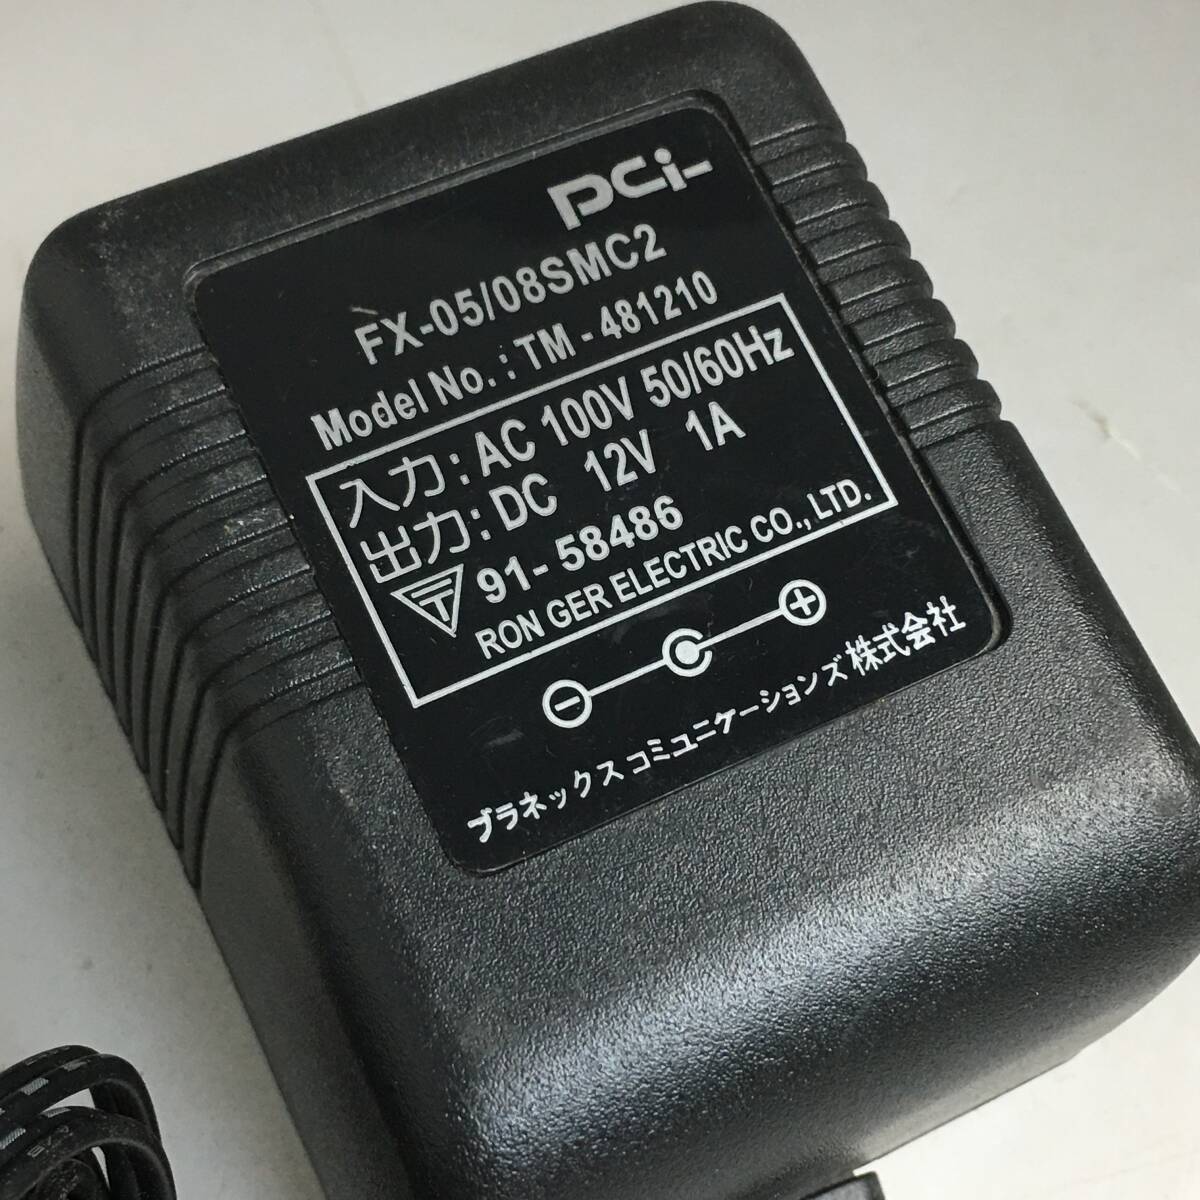 PCi-
FX-05/08SMC2
Model No.: TM - 481210
入力: AC 100V 50/60Hz
出力: DC 12V 1A
91- 58486
RON GER ELECTRIC CO., LTD.
プラネックスコミュニケーションズ株式会社